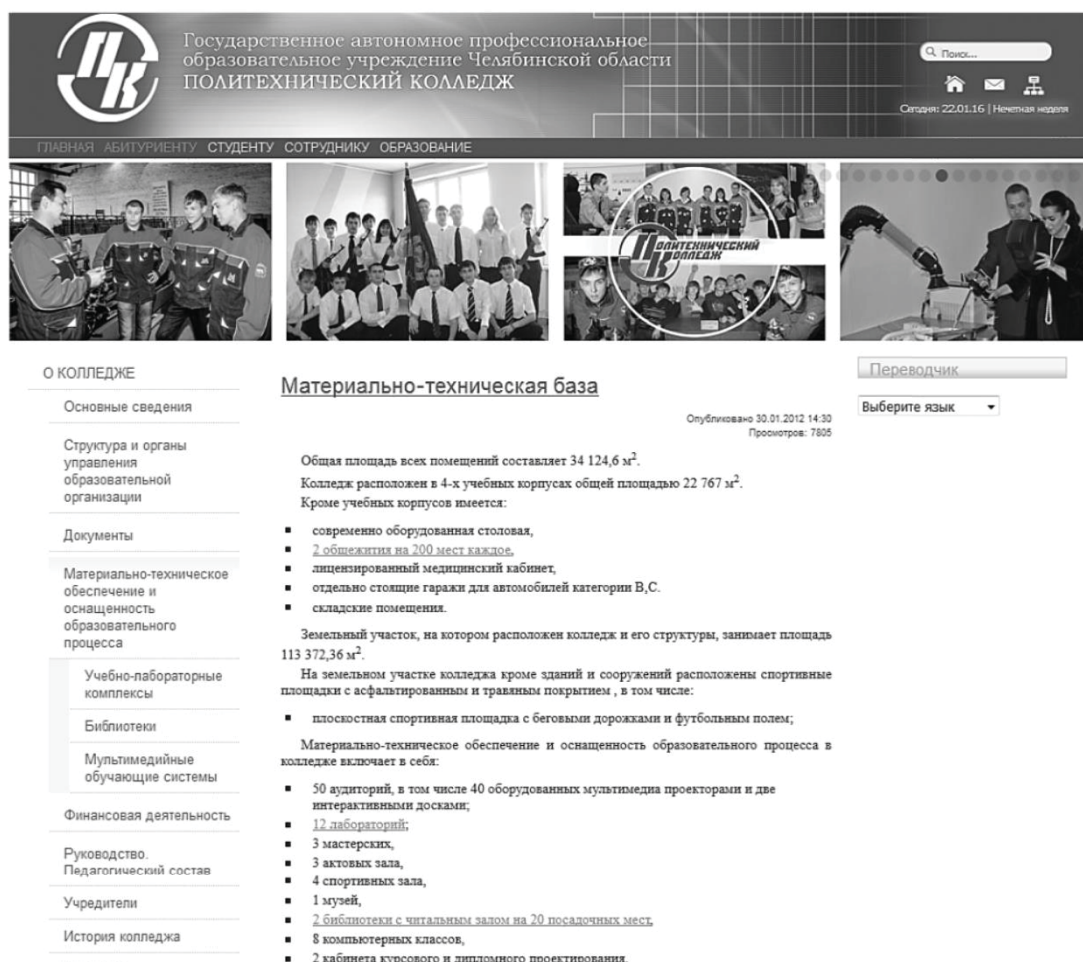 ПК
Государственное автономное профессиональное
образовательное учреждение Челябинской области
ПОЛИТЕХНИЧЕСКИЙ КОЛЛЕДЖ
Поиск...
Сегодня: 22.01.16 | Нечетная неделя
ГЛАВНАЯ АБИТУРИЕНТУ СТУДЕНТУ СОТРУДНИКУ ОБРАЗОВАНИЕ
ПОЛИТЕХНИЧЕСКИЙ
КОЛЛЕДЖ
О КОЛЛЕДЖЕ
Основные сведения
Структура и органы
управления
образовательной
организации
Документы
Материально-техническое
обеспечение и
оснащенность
образовательного
процесса
Учебно-лабораторные
комплексы
Библиотеки
Мультимедийные
обучающие системы
Финансовая деятельность
Руководство.
Педагогический состав
Учредители
История колледжа
Материально-техническая база
Опубликовано 30.01.2012 14:30
Просмотров: 7805
Общая площадь всех помещений составляет 34 124,6 м².
Колледж расположен в 4-х учебных корпусах общей площадью 22 767 м².
Кроме учебных корпусов имеется:
современно оборудованная столовая,
2 общежития на 200 мест каждое,
лицензированный медицинский кабинет,
отдельно стоящие гаражи для автомобилей категории В,С.
складские помещения.
Земельный участок, на котором расположен колледж и его структуры, занимает площадь
113 372,36 м².
На земельном участке колледжа кроме зданий и сооружений расположены спортивные
площадки с асфальтированным и травяным покрытием , в том числе:
плоскостная спортивная площадка с беговыми дорожками и футбольным полем;
Материально-техническое обеспечение и оснащенность образовательного процесса в
колледже включает в себя:
50 аудиторий, в том числе 40 оборудованных мультимедиа проекторами и две
интерактивными досками;
12 лабораторий;
3 мастерских,
3 актовых зала,
4 спортивных зала,
1 музей,
2 библиотеки с читальным залом на 20 посадочных мест,
8 компьютерных классов,
2 кабинета курсового и дипломного проектирования,
Переводчик
Выберите язык